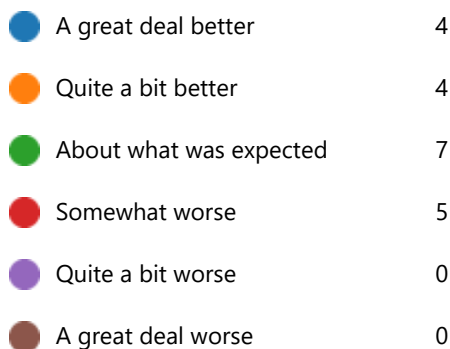 A great deal better 4
Quite a bit better 4
About what was expected 7
Somewhat worse 5
Quite a bit worse 0
A great deal worse 0